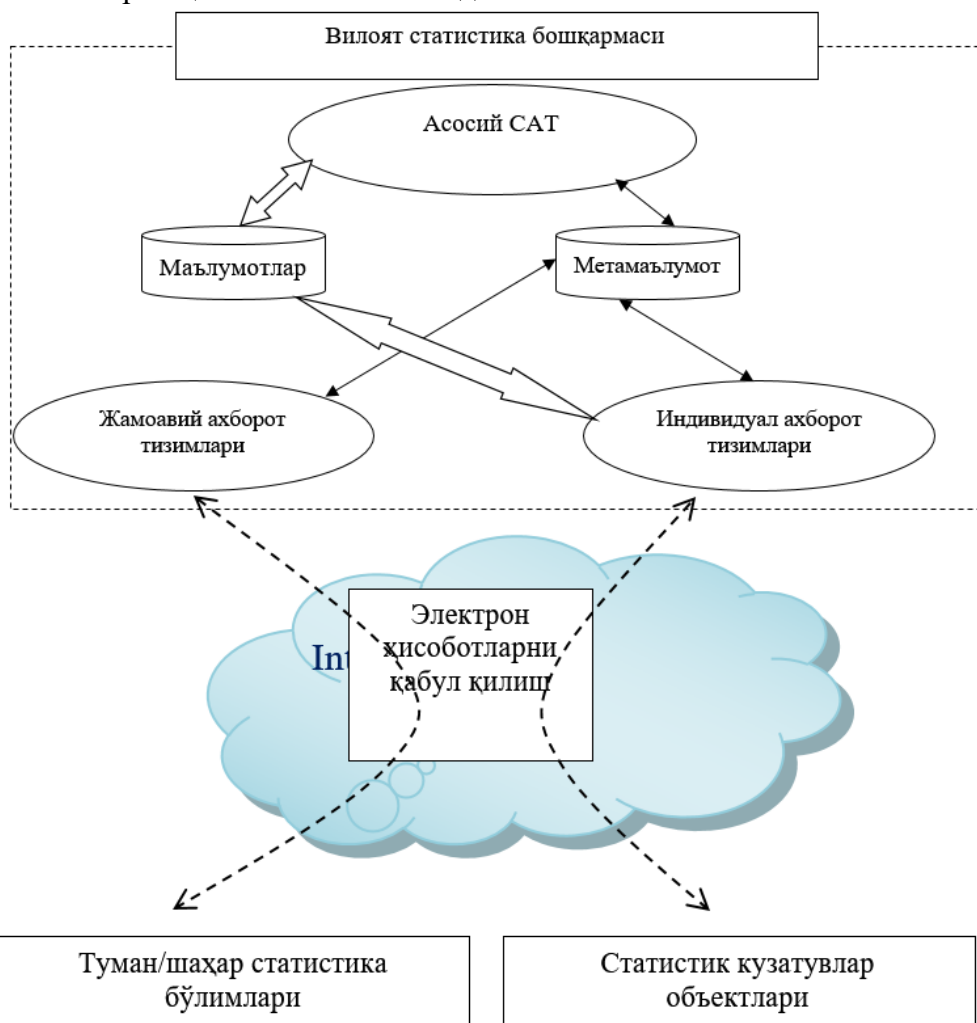 Вилоят статистика бошқармаси
Асосий САТ
Маълумотлар
Метамаълумот
Жамоавий ахборот
тизимлари
Индивидуал ахборот
тизимлари
Электрон
ҳисоботларни
қабул қилиш
Int
Туман/шаҳар статистика
бўлимлари
Статистик кузатувлар
объектлари